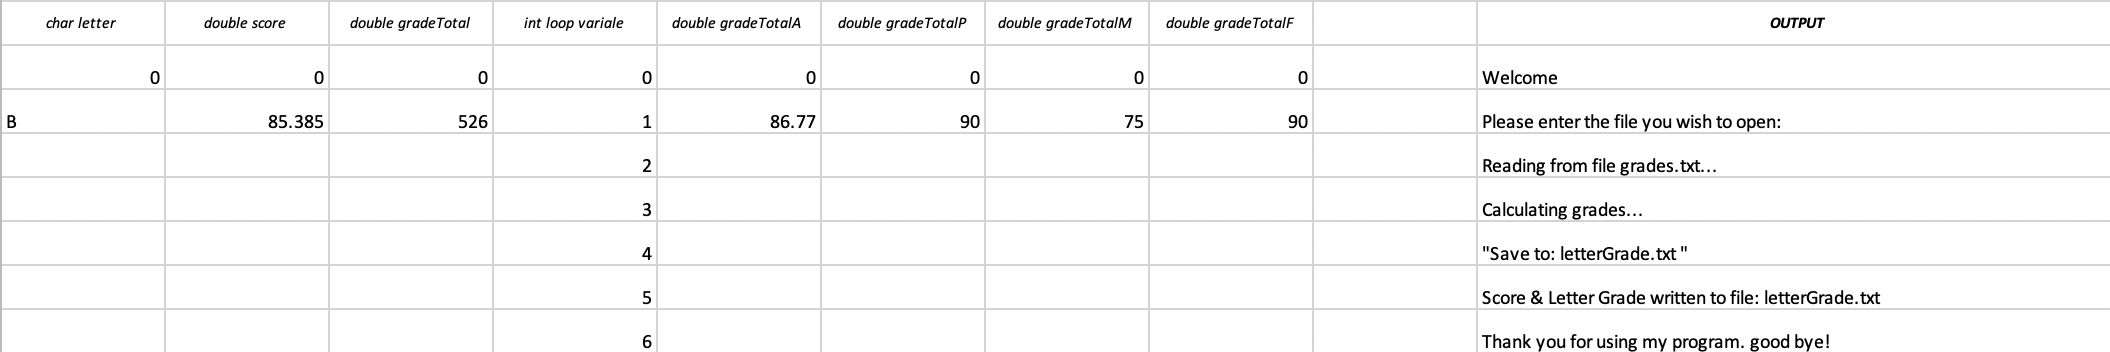 char letter double score double gradeTotal int loop variale double gradeTotalA double gradeTotalP double gradeTotalM double gradeTotalF OUTPUT
0 0 0 0 0 0 0 0 Welcome
B 85.385 526 1 86.77 90 75 90 Please enter the file you wish to open:
2 Reading from file grades.txt...
3 Calculating grades...
4 "Save to: letterGrade.txt "
5 Score & Letter Grade written to file: letterGrade.txt
6 Thank you for using my program. good bye!